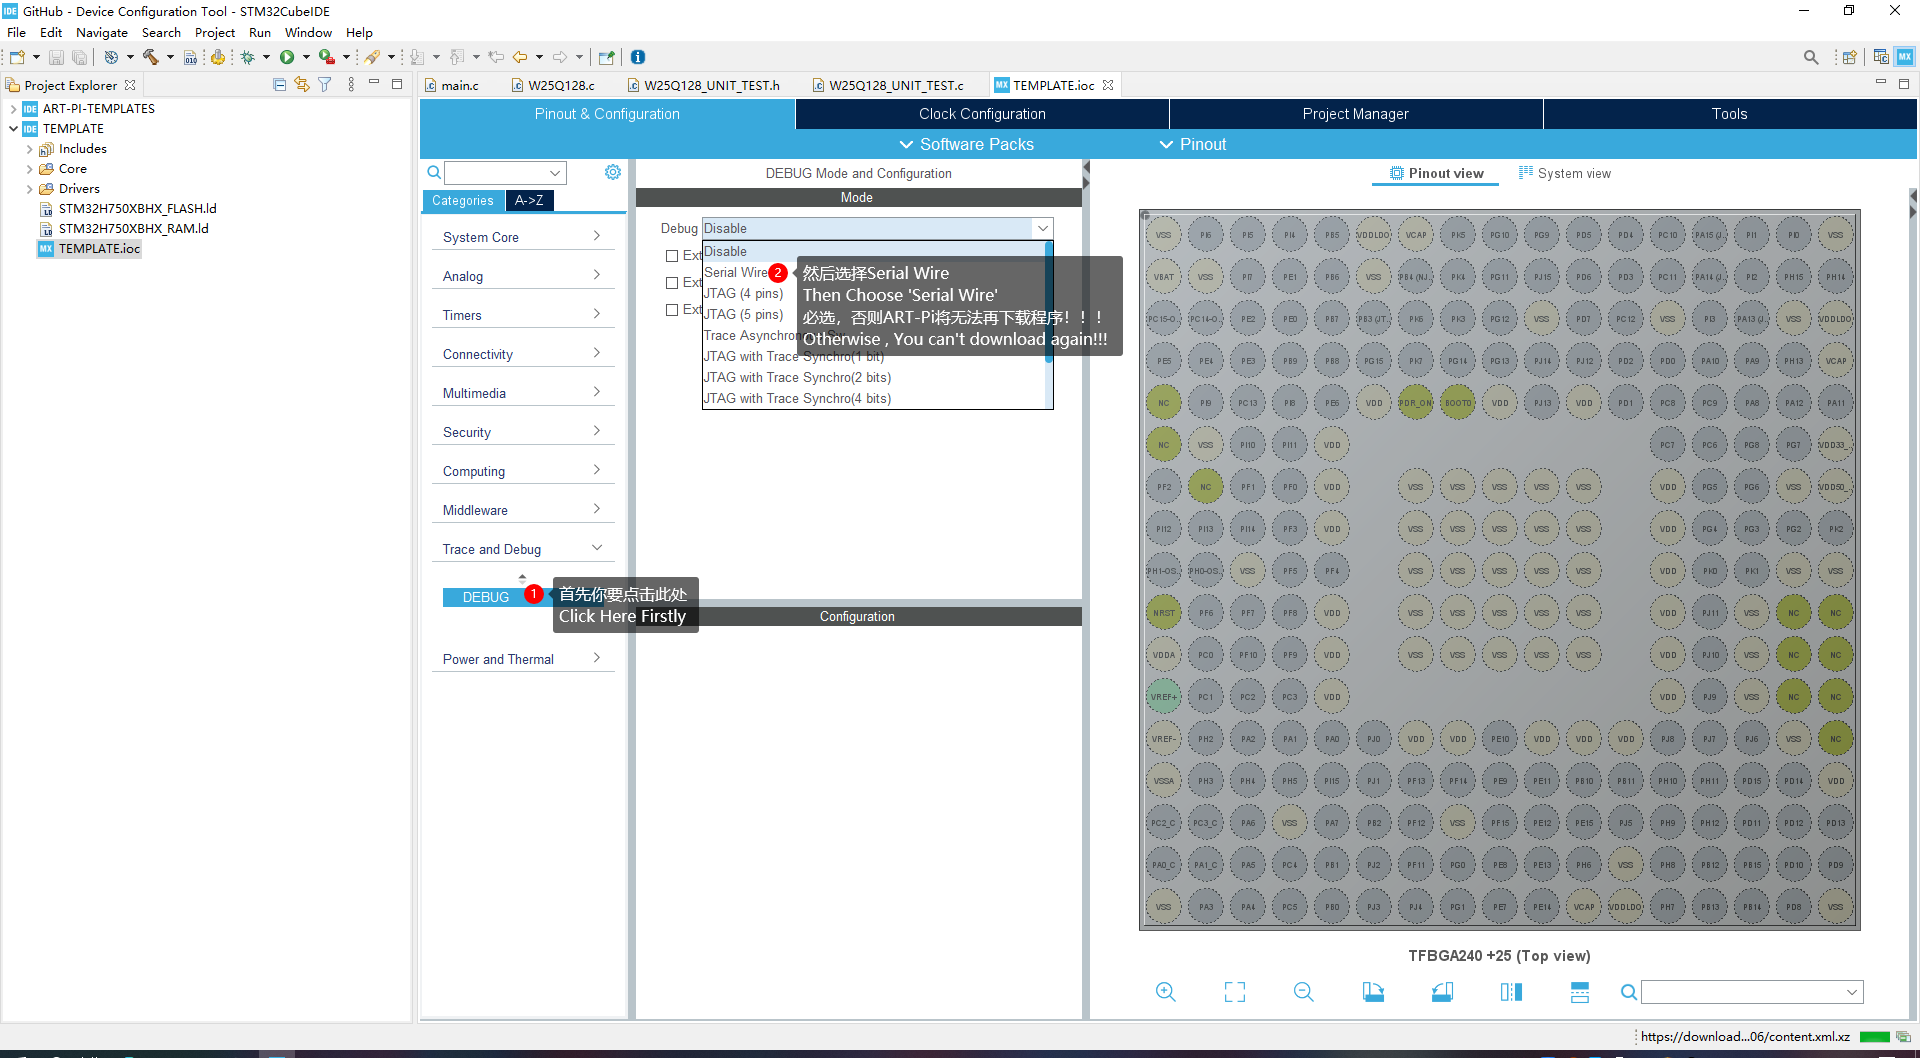 GitHub - Device Configuration Tool - STM32CubeIDE
File Edit Navigate Search Project Run Window Help
Project Explorer
main.c W25Q128.c W25Q128_UNIT_TEST.h W25Q128_UNIT_TEST.c TEMPLATE.ioc
ART-PI-TEMPLATES
TEMPLATE
Includes
Core
Drivers
STM32H750XBHX_FLASH.ld
STM32H750XBHX_RAM.ld
TEMPLATE.ioc
Pinout & Configuration Clock Configuration Project Manager Tools
Software Packs Pinout
Categories A->Z
System Core
Analog
Timers
Connectivity
Multimedia
Security
Computing
Middleware
Trace and Debug
DEBUG
1
首先你要点击此处
Click Here Firstly
Power and Thermal
DEBUG Mode and Configuration
Mode
Debug Disable
Disable
Serial Wire
JTAG (4 pins)
JTAG (5 pins)
Trace Asynchronous Sw
JTAG with Trace Synchro(1 bit)
JTAG with Trace Synchro(2 bits)
JTAG with Trace Synchro(4 bits)
Ext
Ext
Ext
2
然后选择Serial Wire
Then Choose 'Serial Wire'
必选，否则ART-Pi将无法再下载程序！！！
Otherwise , You can't download again!!!
Configuration
Pinout view System view
VSS PI6 PI5 PI4 PB5 VDDLDO VCAP PK5 PG10 PG9 PD5 PD4 PC10 PA15 (J.. PI1 PI0 VSS
VBAT VSS PI7 PE1 PB6 VSS PB4 (NJ.. PK4 PG11 PJ15 PD6 PD3 PC11 PA14 (J.. PI2 PH15 PH14
PC15-O.. PC14-O.. PE2 PE0 PB7 PB3 (JT.. PK6 PK3 PG12 VSS PD7 PC12 VSS PI3 PA13 (J.. VSS VDDLDO
PE5 PE4 PE3 PB9 PB8 PG15 PK7 PG14 PG13 PJ14 PJ12 PD2 PD0 PA10 PA9 PH13 VCAP
NC PI9 PC13 PI8 PE6 VDD PDR_ON BOOT0 VDD PJ13 VDD PD1 PC8 PC9 PA8 PA12 PA11
NC VSS PI10 PI11 VDD PC7 PC6 PG8 PG7 VDD33_
PF2 NC PF1 PF0 VDD VSS VSS VSS VSS VSS VDD PG5 PG6 VSS VDD50_
PI12 PI13 PI14 PF3 VDD VSS VSS VSS VSS VSS VDD PG4 PG3 PG2 PK2
PH1-OS.. PH0-OS.. VSS PF5 PF4 VSS VSS VSS VSS VSS VDD PK0 PK1 VSS VSS
NRST PF6 PF7 PF8 VDD VSS VSS VSS VSS VSS VDD PJ11 VSS NC NC
VDDA PC0 PF10 PF9 VDD VSS VSS VSS VSS VSS VDD PJ10 VSS NC NC
VREF+ PC1 PC2 PC3 VDD VDD PJ9 VSS NC NC
VREF- PH2 PA2 PA1 PA0 PJ0 VDD VDD PE10 VDD VDD VDD PJ8 PJ7 PJ6 VSS NC
VSSA PH3 PH4 PH5 PI15 PJ1 PF13 PF14 PE9 PE11 PB10 PB11 PH10 PH11 PD15 PD14 VDD
PC2_C PC3_C PA6 VSS PA7 PB2 PF12 VSS PF15 PE12 PE15 PJ5 PH9 PH12 PD11 PD12 PD13
PA0_C PA1_C PA5 PC4 PB1 PJ2 PF11 PG0 PE8 PE13 PH6 VSS PH8 PB12 PB15 PD10 PD9
VSS PA3 PA4 PC5 PB0 PJ3 PJ4 PG1 PE7 PE14 VCAP VDDLDO PH7 PB13 PB14 PD8 VSS
TFBGA240 +25 (Top view)
https://download...06/content.xml.xz